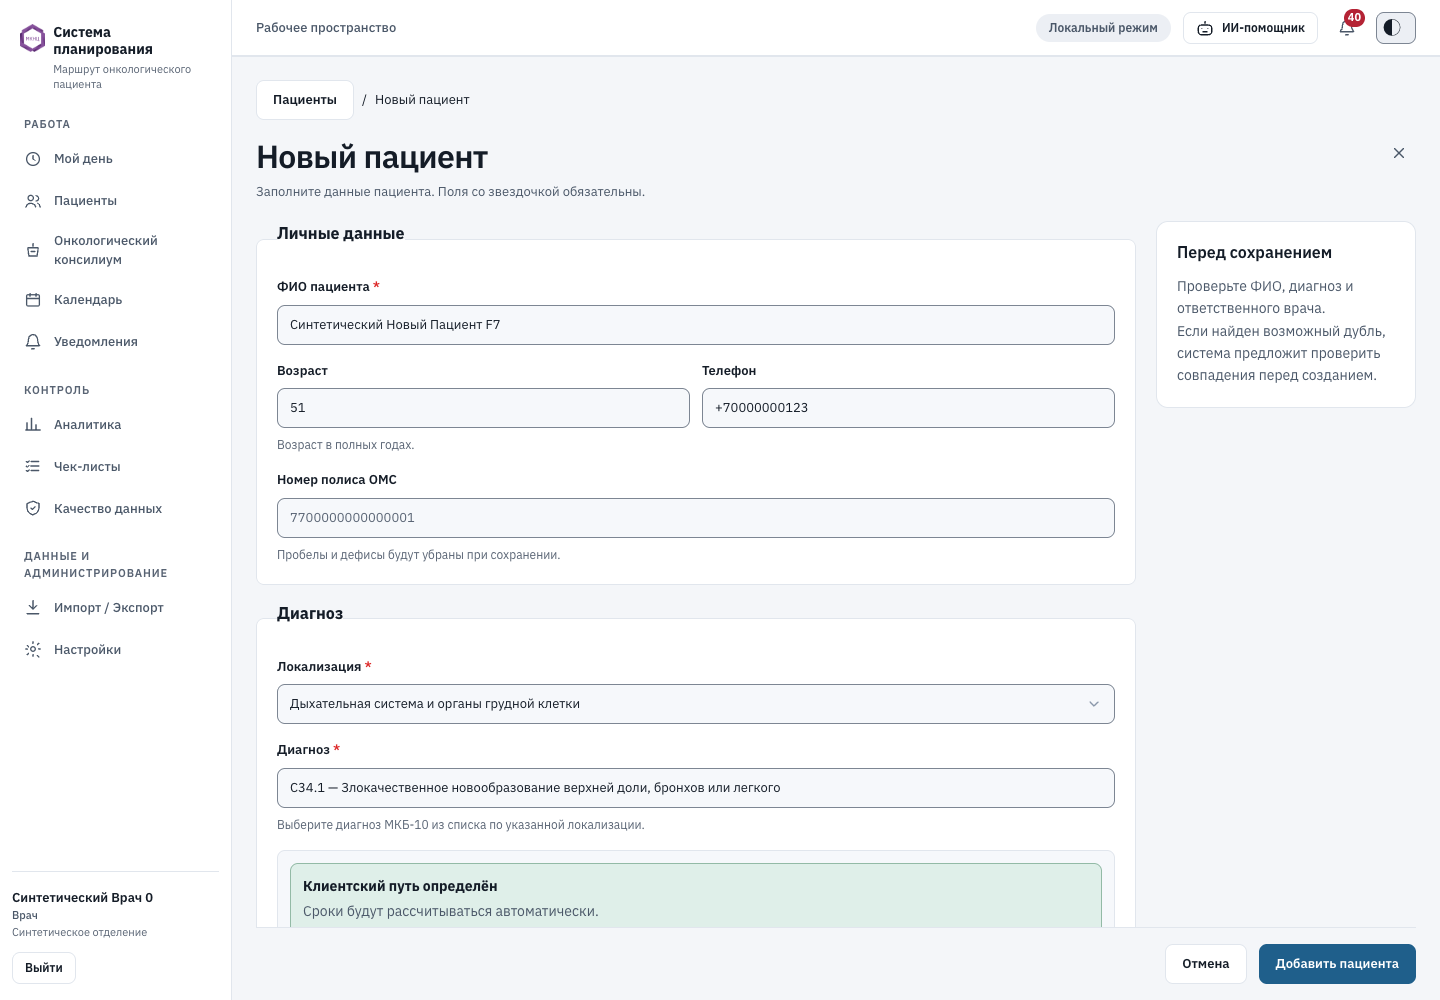 Система
планирования
Маршрут онкологического
пациента
РАБОТА
Мой день
Пациенты
Онкологический
консилиум
Календарь
Уведомления
КОНТРОЛЬ
Аналитика
Чек-листы
Качество данных
ДАННЫЕ И
АДМИНИСТРИРОВАНИЕ
Импорт / Экспорт
Настройки
Синтетический Врач 0
Врач
Синтетическое отделение
Выйти
Рабочее пространство
Локальный режим
ИИ-помощник
40
Пациенты / Новый пациент
Новый пациент
Заполните данные пациента. Поля со звездочкой обязательны.
Личные данные
ФИО пациента *
Синтетический Новый Пациент F7
Возраст
Телефон
51
+70000000123
Возраст в полных годах.
Номер полиса ОМС
7700000000000001
Пробелы и дефисы будут убраны при сохранении.
Диагноз
Локализация *
Дыхательная система и органы грудной клетки
Диагноз *
C34.1 — Злокачественное новообразование верхней доли, бронхов или легкого
Выберите диагноз МКБ-10 из списка по указанной локализации.
Клиентский путь определён
Сроки будут рассчитываться автоматически.
Перед сохранением
Проверьте ФИО, диагноз и
ответственного врача.
Если найден возможный дубль,
система предложит проверить
совпадения перед созданием.
Отмена
Добавить пациента